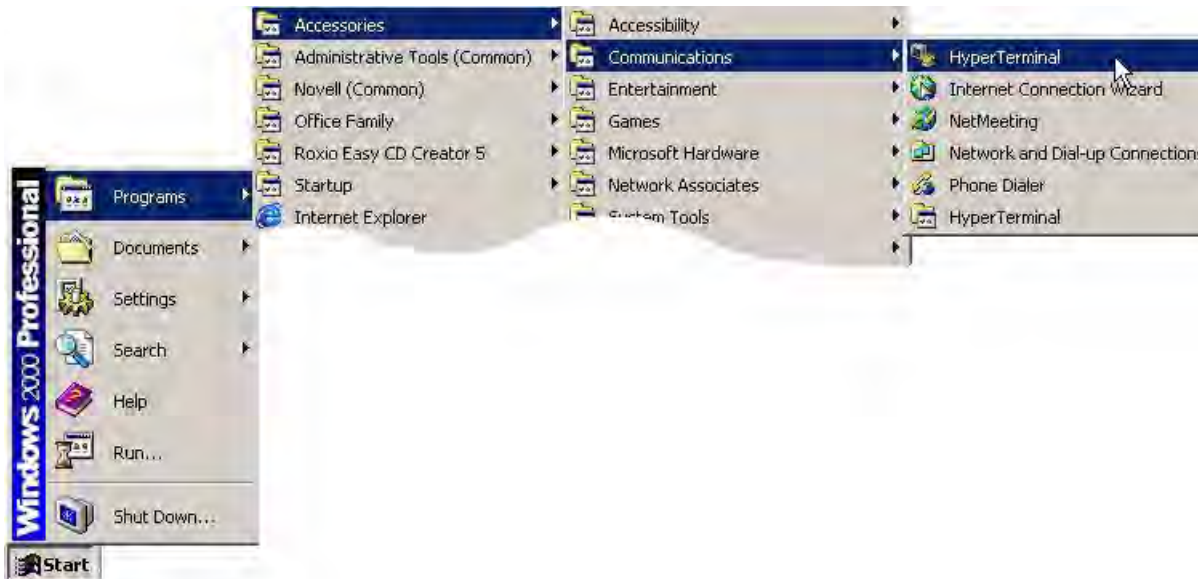 Accessories
Administrative Tools (Common)
Novell (Common)
Office Family
Roxio Easy CD Creator 5
Startup
Internet Explorer
Accessibility
Communications
Entertainment
Games
Microsoft Hardware
Network Associates
System Tools
HyperTerminal
Internet Connection Wizard
NetMeeting
Network and Dial-up Connections
Phone Dialer
HyperTerminal
Windows 2000 Professional
Programs
Documents
Settings
Search
Help
Run...
Shut Down...
Start